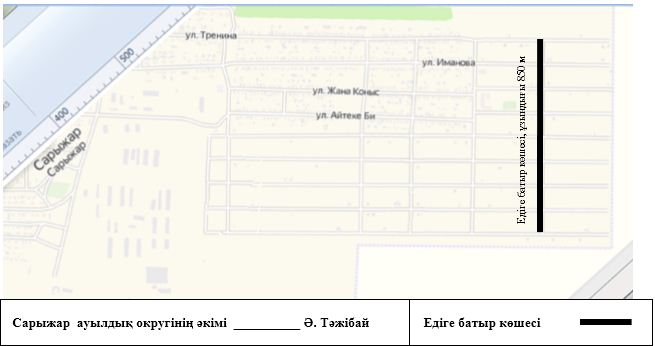 ул. Тренина
500
ул. Иманова
ул. Жана Коныс
400
ул. Айтеке Би
Сарыжар
Сарыжар
Едіге батыр көшесі, ұзындығы 850 м
Сарыжар ауылдық округінің әкімі __________ Ә. Тәжібай
Едіге батыр көшесі